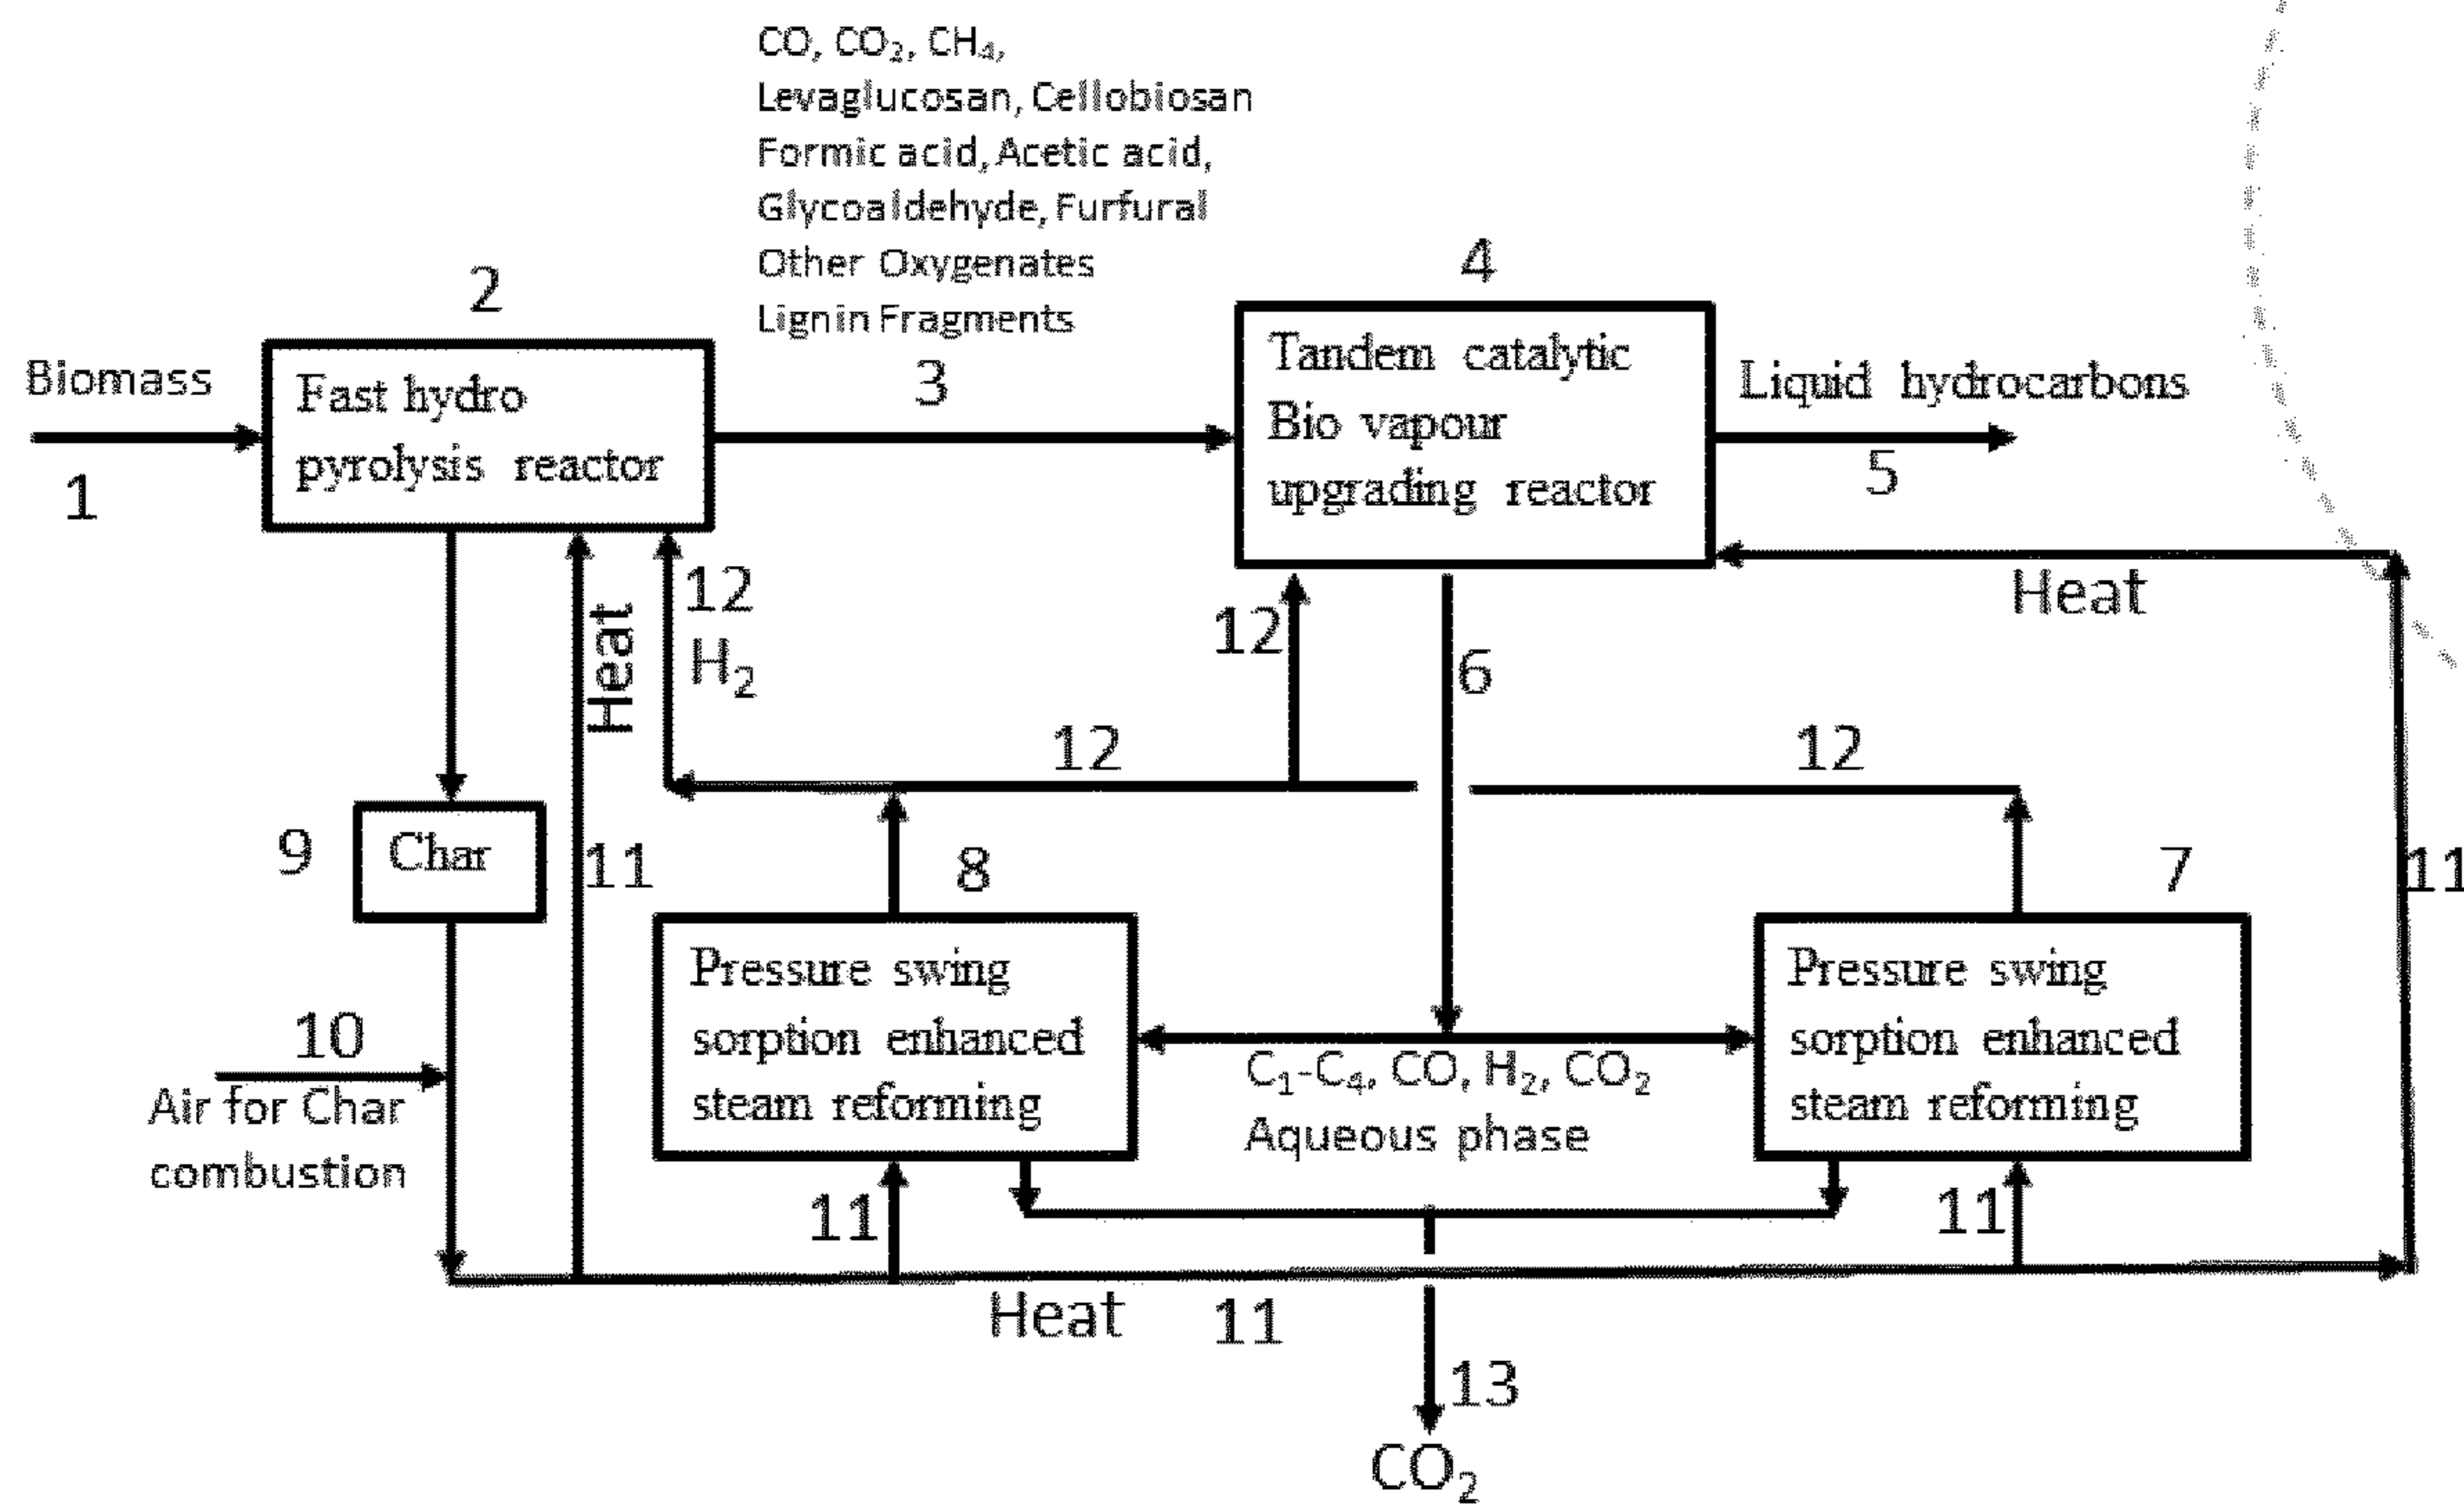 CO, CO₂, CH₄,
Levaglucosan, Cellobiosan
Formic acid, Acetic acid,
Glycoaldehyde, Furfural
Other Oxygenates
Lignin Fragments
2
4
Biomass
1
Fast hydro
pyrolysis reactor
3
Tandem catalytic
Bio vapour
upgrading reactor
Liquid hydrocarbons
5
Heat
12
H₂
12
6
Heat
12
12
9
Char
11
8
7
11
Pressure swing
sorption enhanced
steam reforming
Pressure swing
sorption enhanced
steam reforming
10
Air for Char
combustion
C₁-C₄, CO, H₂, CO₂
Aqueous phase
11
11
Heat
11
13
CO₂